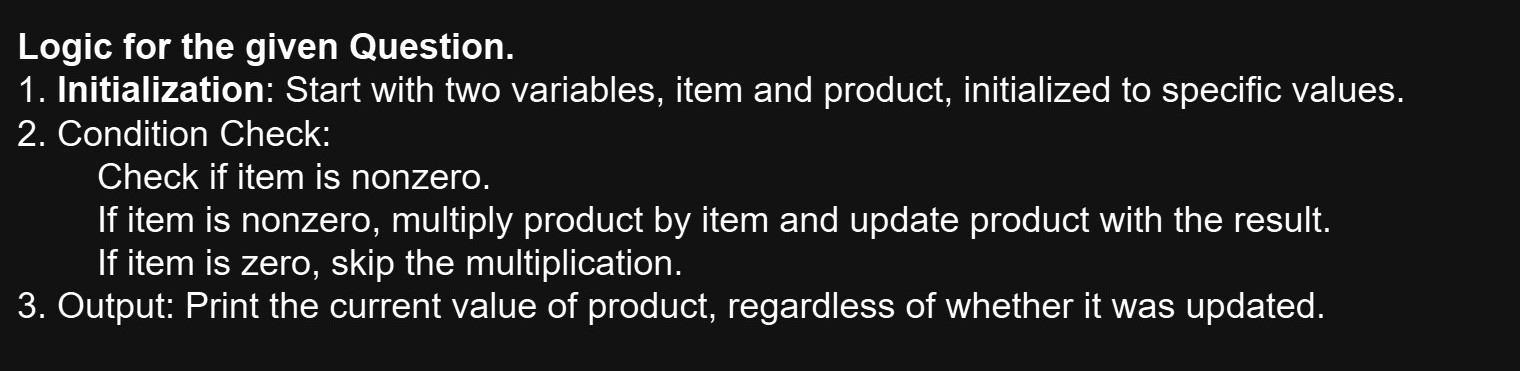 Logic for the given Question.
1. Initialization: Start with two variables, item and product, initialized to specific values.
2. Condition Check:
Check if item is nonzero.
If item is nonzero, multiply product by item and update product with the result.
If item is zero, skip the multiplication.
3. Output: Print the current value of product, regardless of whether it was updated.